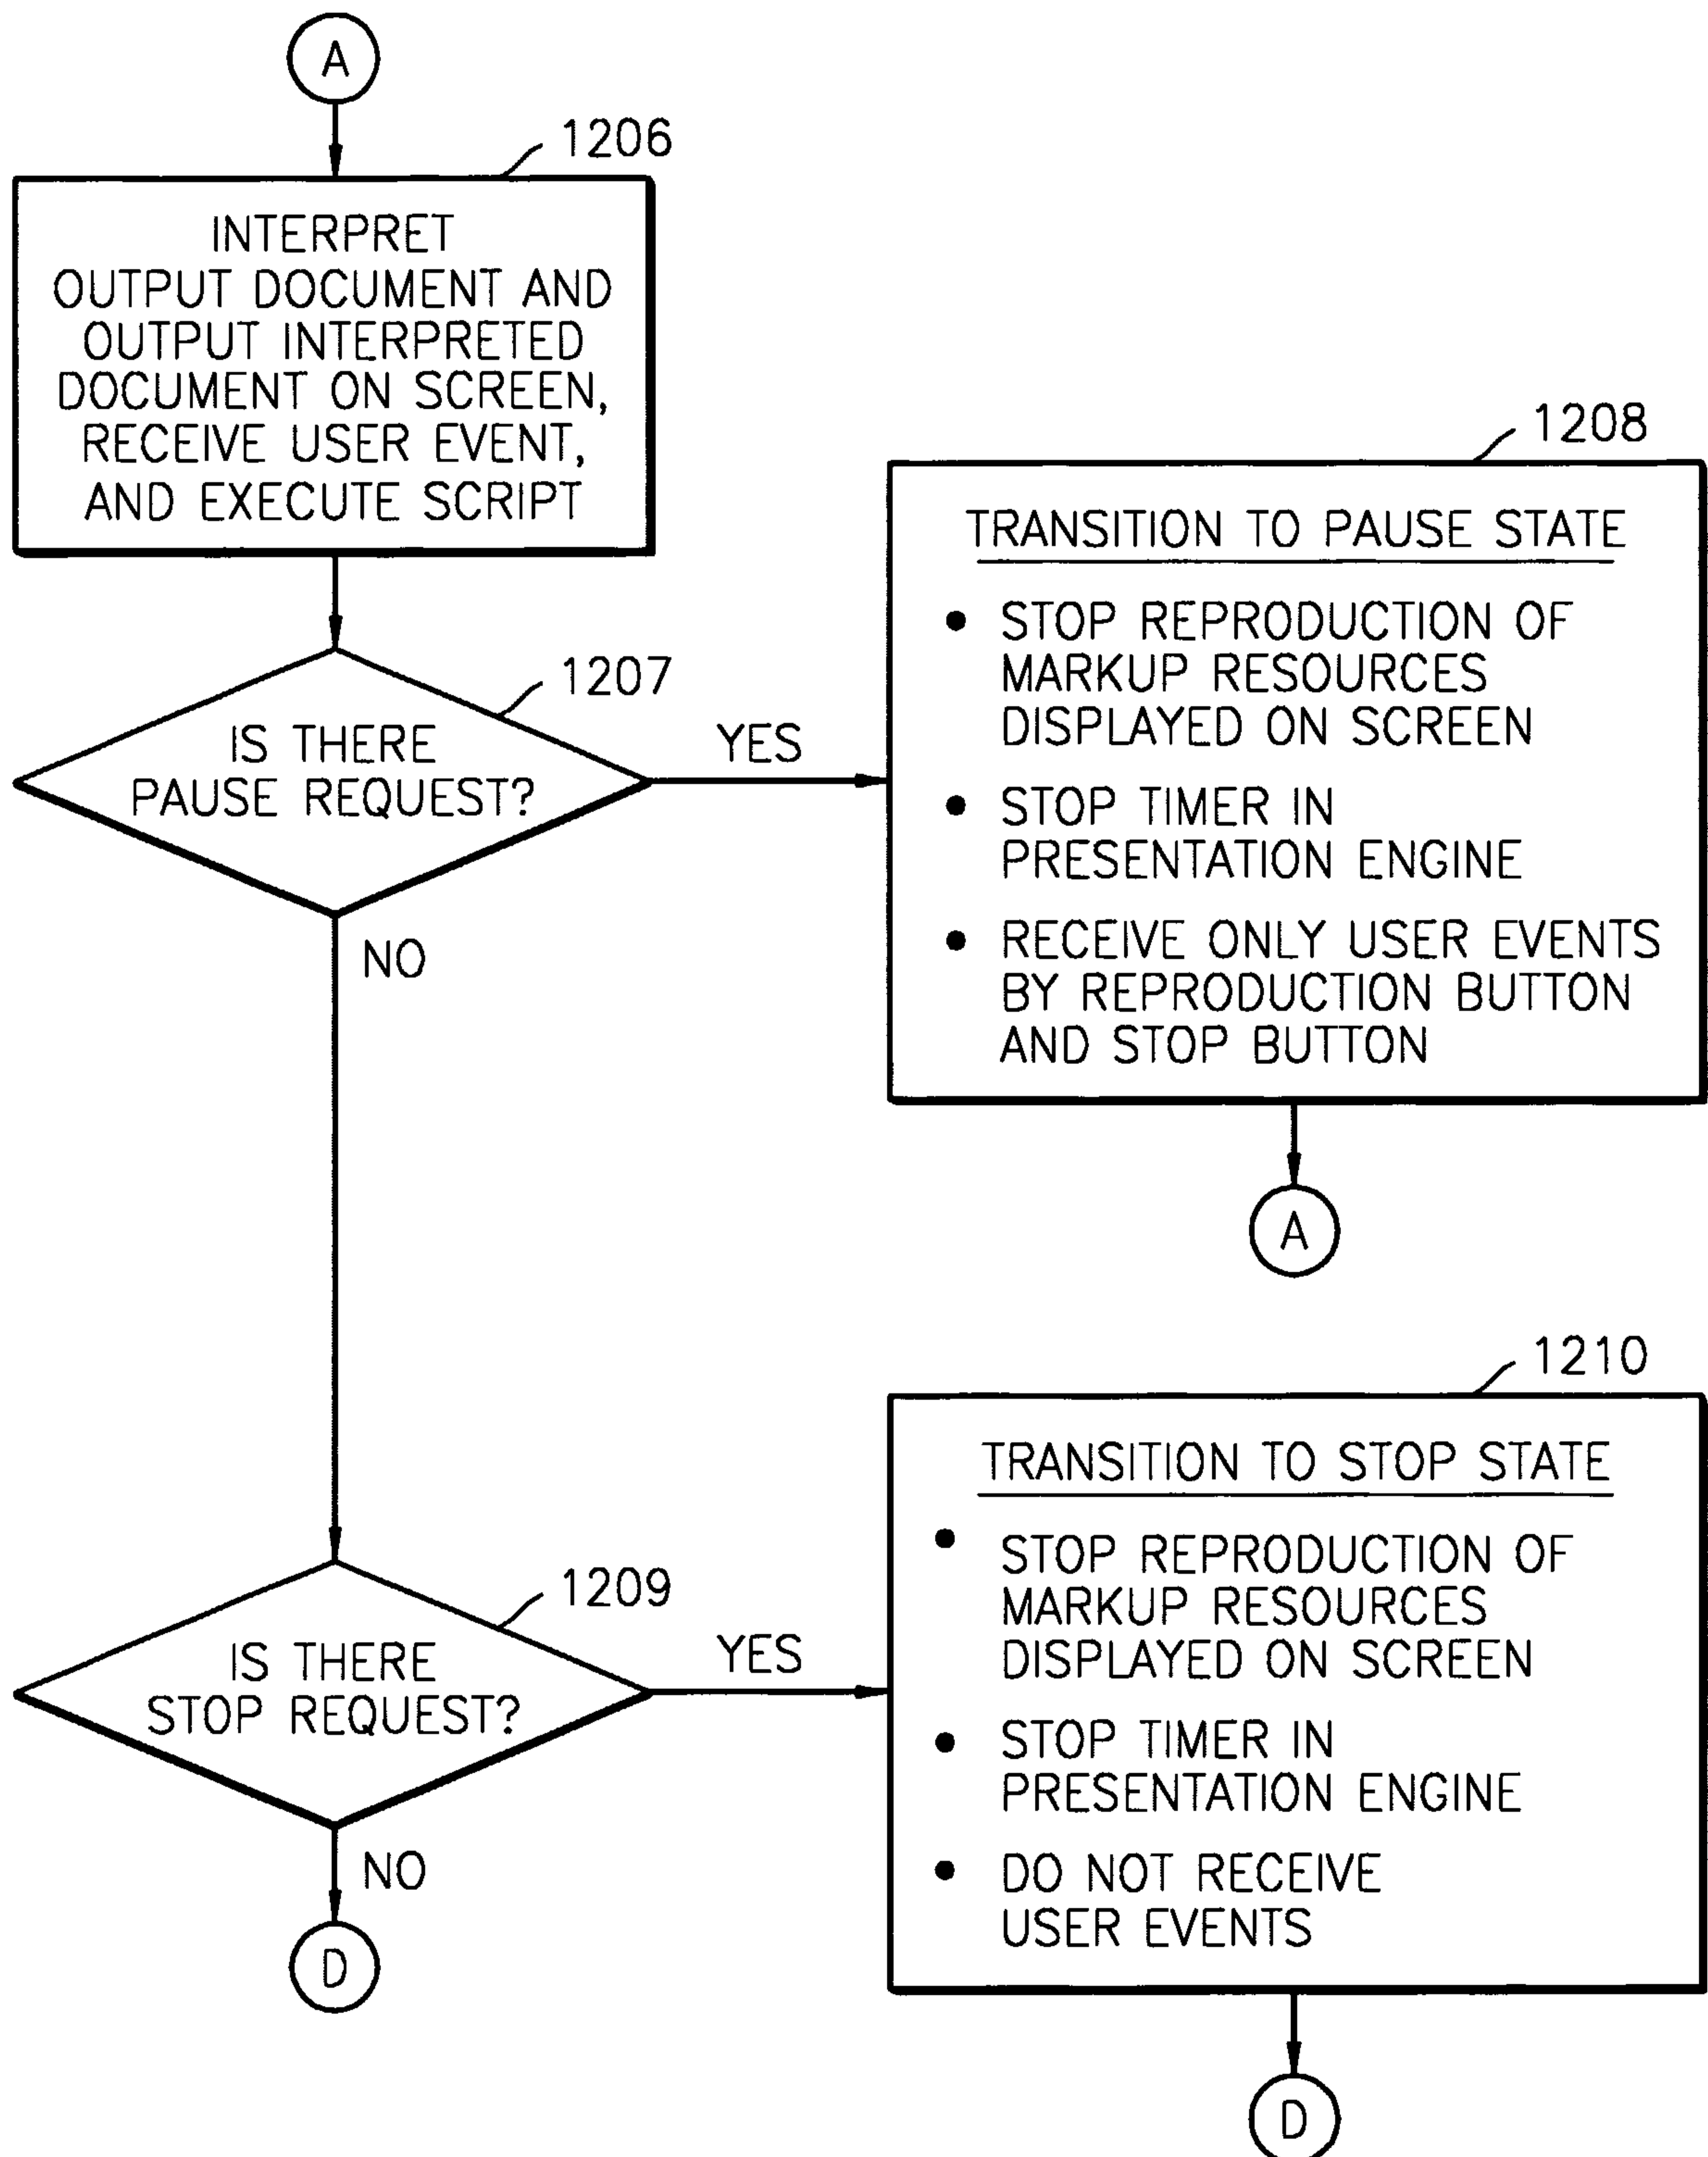 A
1206
INTERPRET
OUTPUT DOCUMENT AND
OUTPUT INTERPRETED
DOCUMENT ON SCREEN,
RECEIVE USER EVENT,
AND EXECUTE SCRIPT
1207
IS THERE
PAUSE REQUEST?
YES
NO
1208
TRANSITION TO PAUSE STATE
• STOP REPRODUCTION OF
MARKUP RESOURCES
DISPLAYED ON SCREEN
• STOP TIMER IN
PRESENTATION ENGINE
• RECEIVE ONLY USER EVENTS
BY REPRODUCTION BUTTON
AND STOP BUTTON
A
1209
IS THERE
STOP REQUEST?
YES
NO
D
1210
TRANSITION TO STOP STATE
• STOP REPRODUCTION OF
MARKUP RESOURCES
DISPLAYED ON SCREEN
• STOP TIMER IN
PRESENTATION ENGINE
• DO NOT RECEIVE
USER EVENTS
D